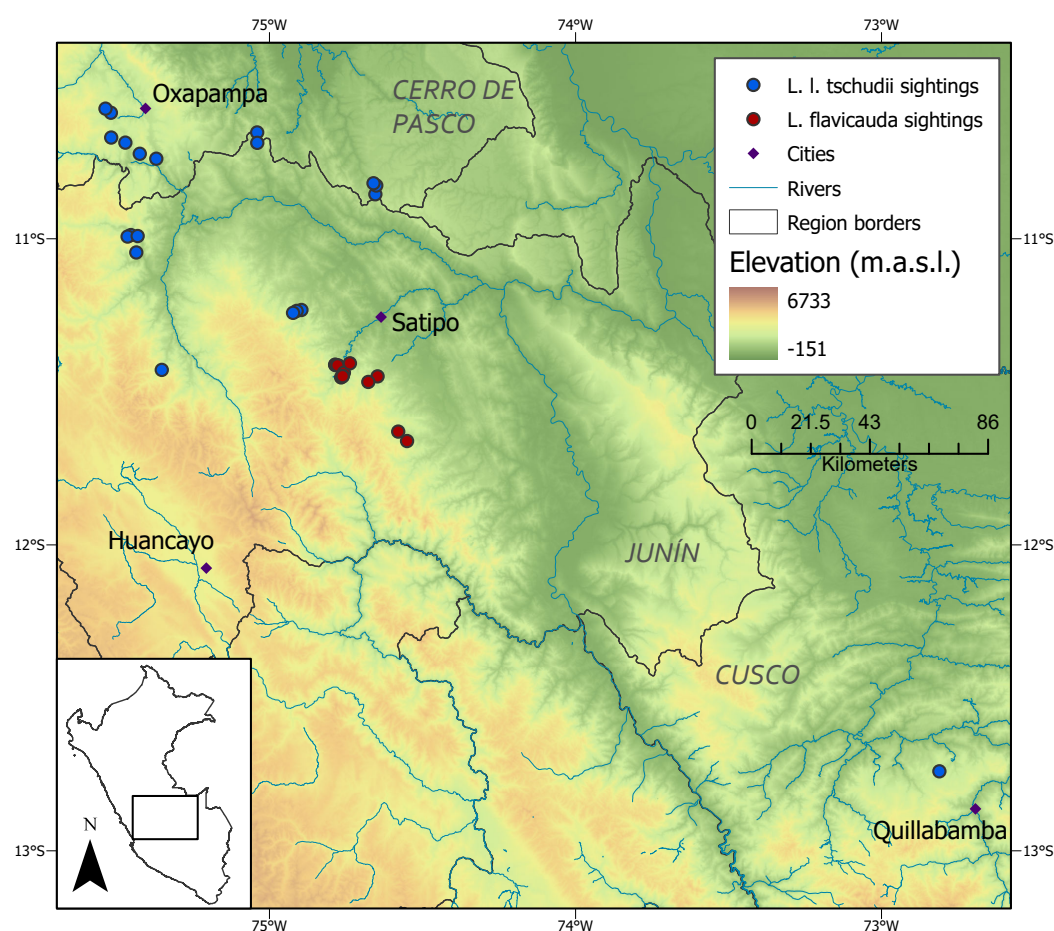 75°W
74°W
73°W
Oxapampa
CERRO DE
PASCO
L. l. tschudii sightings
L. flavicauda sightings
Cities
Rivers
Region borders
Elevation (m.a.s.l.)
6733
-151
11°S
11°S
Satipo
0 21.5 43 86
Kilometers
Huancayo
JUNÍN
12°S
12°S
CUSCO
N
Quillabamba
13°S
13°S
75°W
74°W
73°W